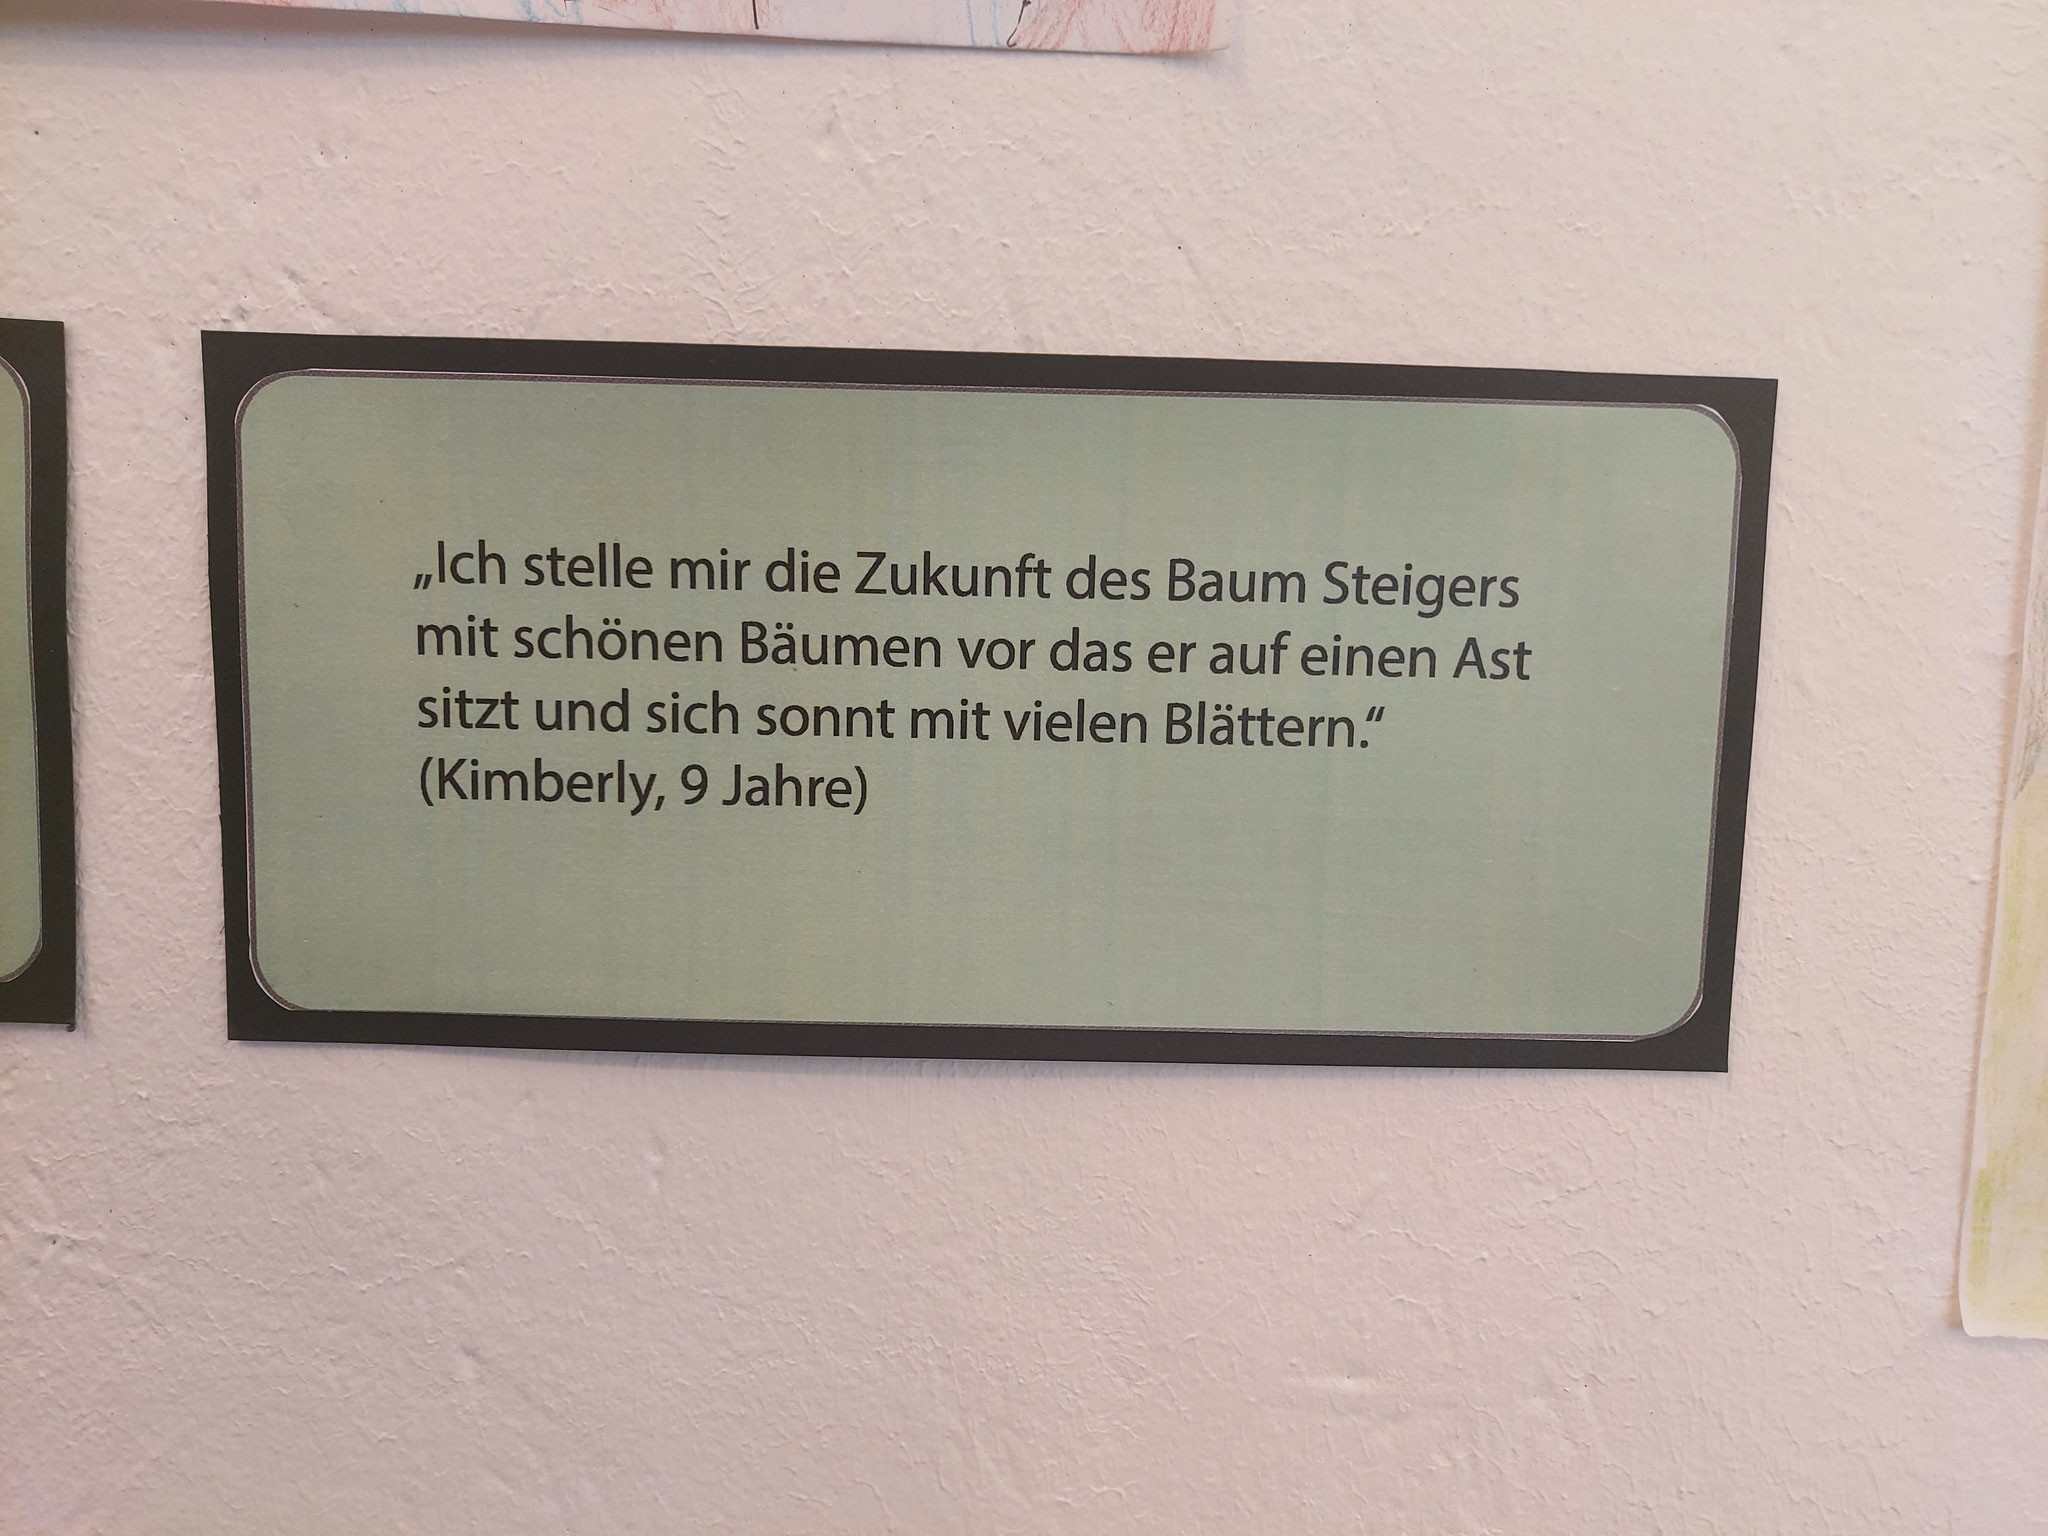 „Ich stelle mir die Zukunft des Baum Steigers
mit schönen Bäumen vor das er auf einen Ast
sitzt und sich sonnt mit vielen Blättern.“
(Kimberly, 9 Jahre)